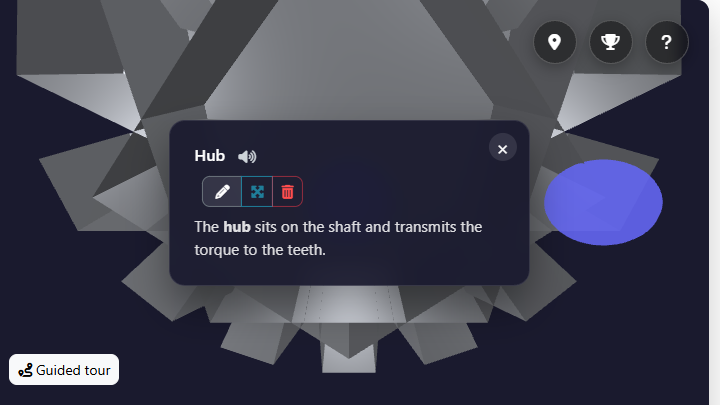 ?
Hub
The hub sits on the shaft and transmits the
torque to the teeth.
Guided tour